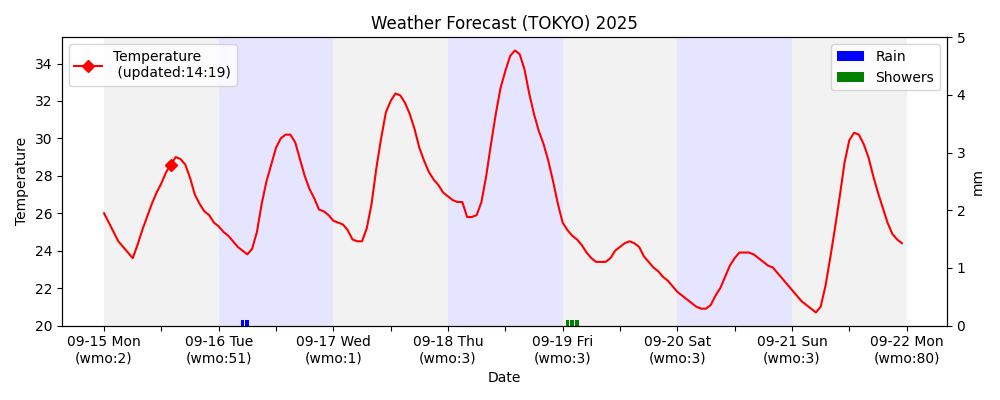 Weather Forecast (TOKYO) 2025
Temperature
(updated:14:19)
Rain
Showers
Temperature
34
32
30
28
26
24
22
20
5
4
3
2
1
0
mm
09-15 Mon
(wmo:2)
09-16 Tue
(wmo:51)
09-17 Wed
(wmo:1)
09-18 Thu
(wmo:3)
09-19 Fri
(wmo:3)
09-20 Sat
(wmo:3)
09-21 Sun
(wmo:3)
09-22 Mon
(wmo:80)
Date